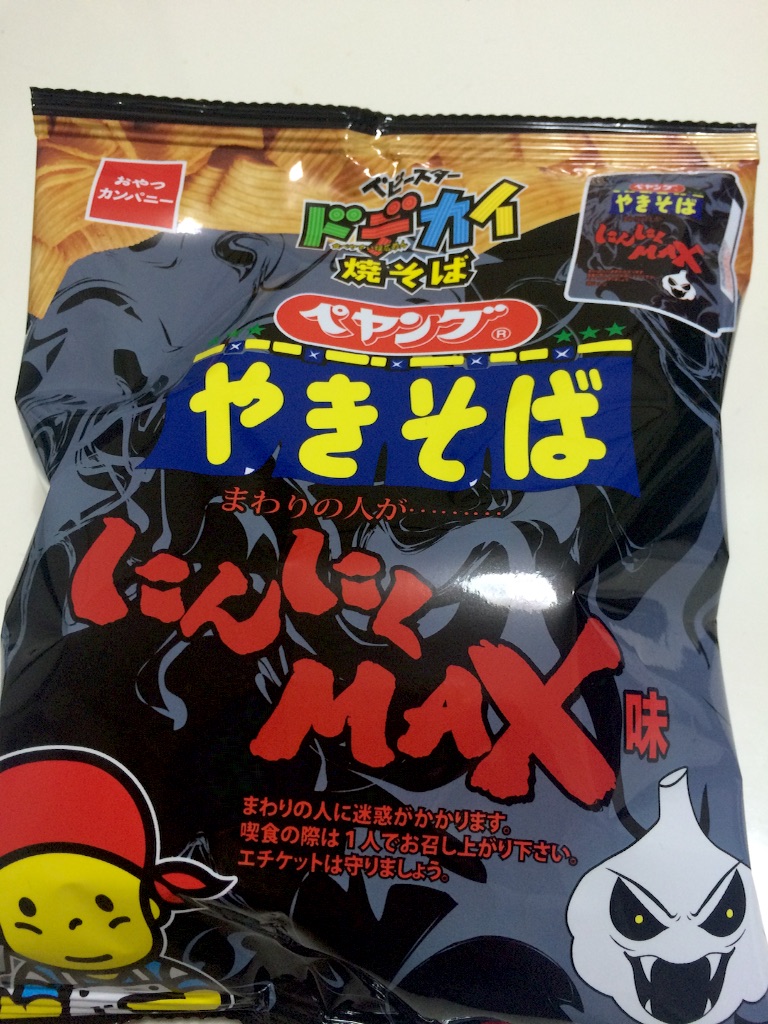 おやつ
カンパニー
ベビースター
ドデカイ
焼そば
ペヤング®
やきそば
まわりの人が………
にんにく
MAX味
まわりの人に迷惑がかかります。
喫食の際は1人でお召し上がり下さい。
エチケットは守りましょう。
ペヤング
やきそば
にんにく
MAX